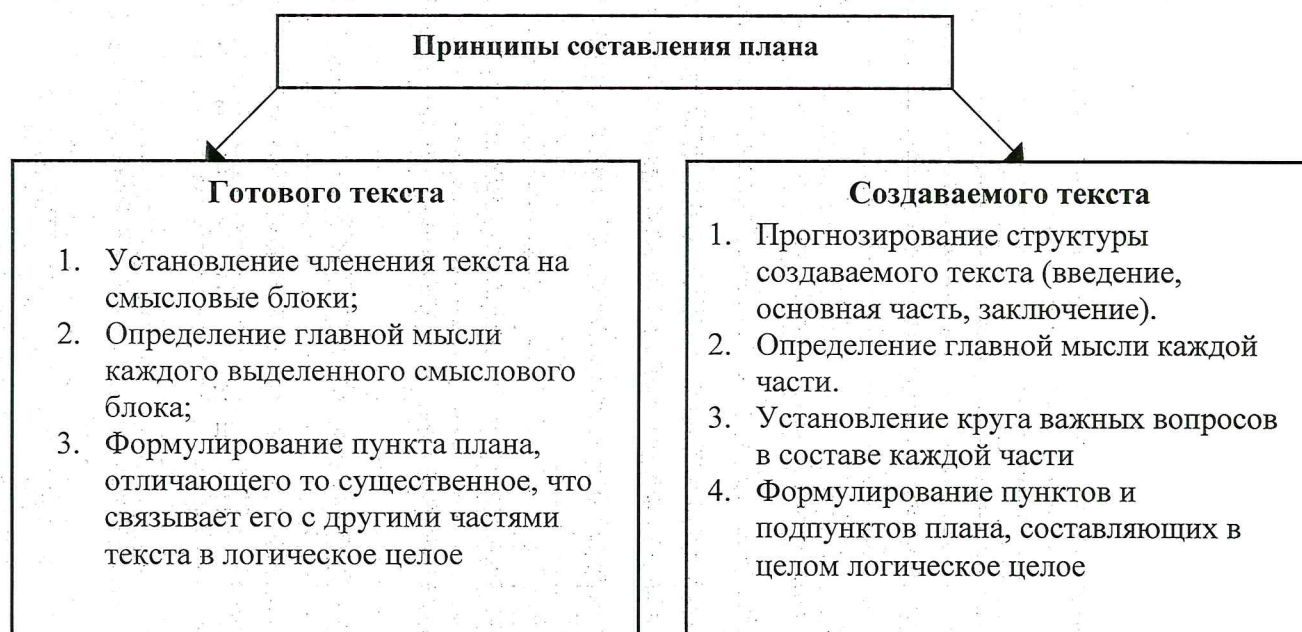 Принципы составления плана
Готового текста
1. Установление членения текста на
смысловые блоки;
2. Определение главной мысли
каждого выделенного смыслового
блока;
3. Формулирование пункта плана,
отличающего то существенное, что
связывает его с другими частями
текста в логическое целое
Создаваемого текста
1. Прогнозирование структуры
создаваемого текста (введение,
основная часть, заключение).
2. Определение главной мысли каждой
части.
3. Установление круга важных вопросов
в составе каждой части
4. Формулирование пунктов и
подпунктов плана, составляющих в
целом логическое целое